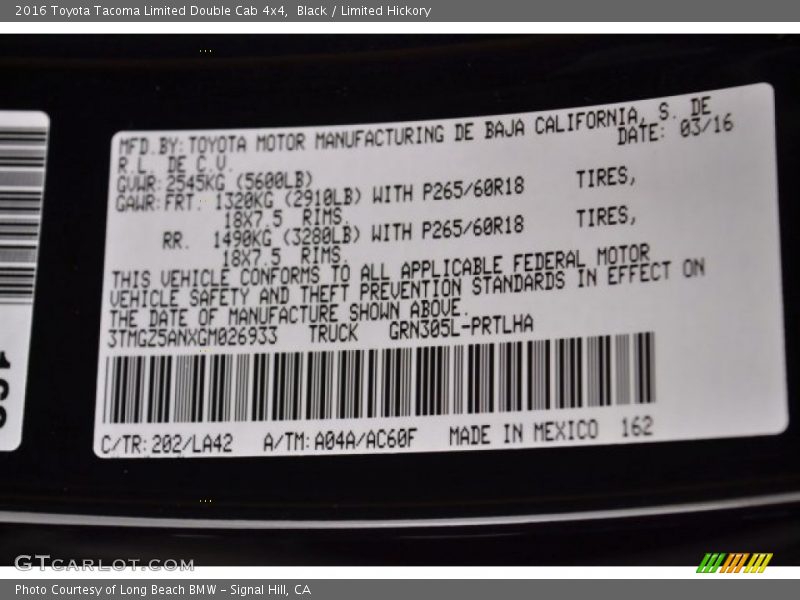 2016 Toyota Tacoma Limited Double Cab 4x4,  Black / Limited Hickory
MFD.BY:TOYOTA MOTOR MANUFACTURING DE BAJA CALIFORNIA, S. DE
R.L. DE C.V. DATE: 03/16
GVWR:2545KG (5600LB)
GAWR:FRT. 1320KG (2910LB) WITH P265/60R18 TIRES,
18X7.5 RIMS.
RR. 1490KG (3280LB) WITH P265/60R18 TIRES,
18X7.5 RIMS.
THIS VEHICLE CONFORMS TO ALL APPLICABLE FEDERAL MOTOR
VEHICLE SAFETY AND THEFT PREVENTION STANDARDS IN EFFECT ON
THE DATE OF MANUFACTURE SHOWN ABOVE.
3TMGZ5ANXGM026933 TRUCK GRN305L-PRTLHA
C/TR:202/LA42 A/TM:A04A/AC60F MADE IN MEXICO 162
GTCARLOT.COM
Photo Courtesy of Long Beach BMW - Signal Hill, CA